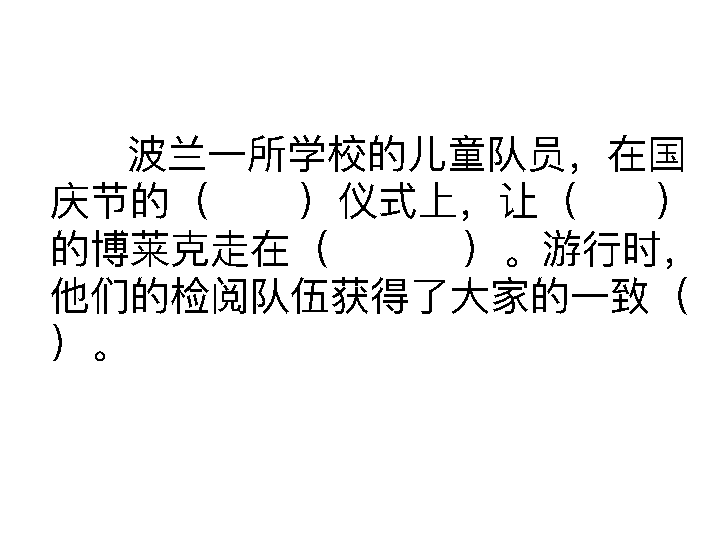 波兰一所学校的儿童队员，在国
庆节的（　　）仪式上，让（　　）
的博莱克走在（　　　）。游行时，
他们的检阅队伍获得了大家的一致（
）。